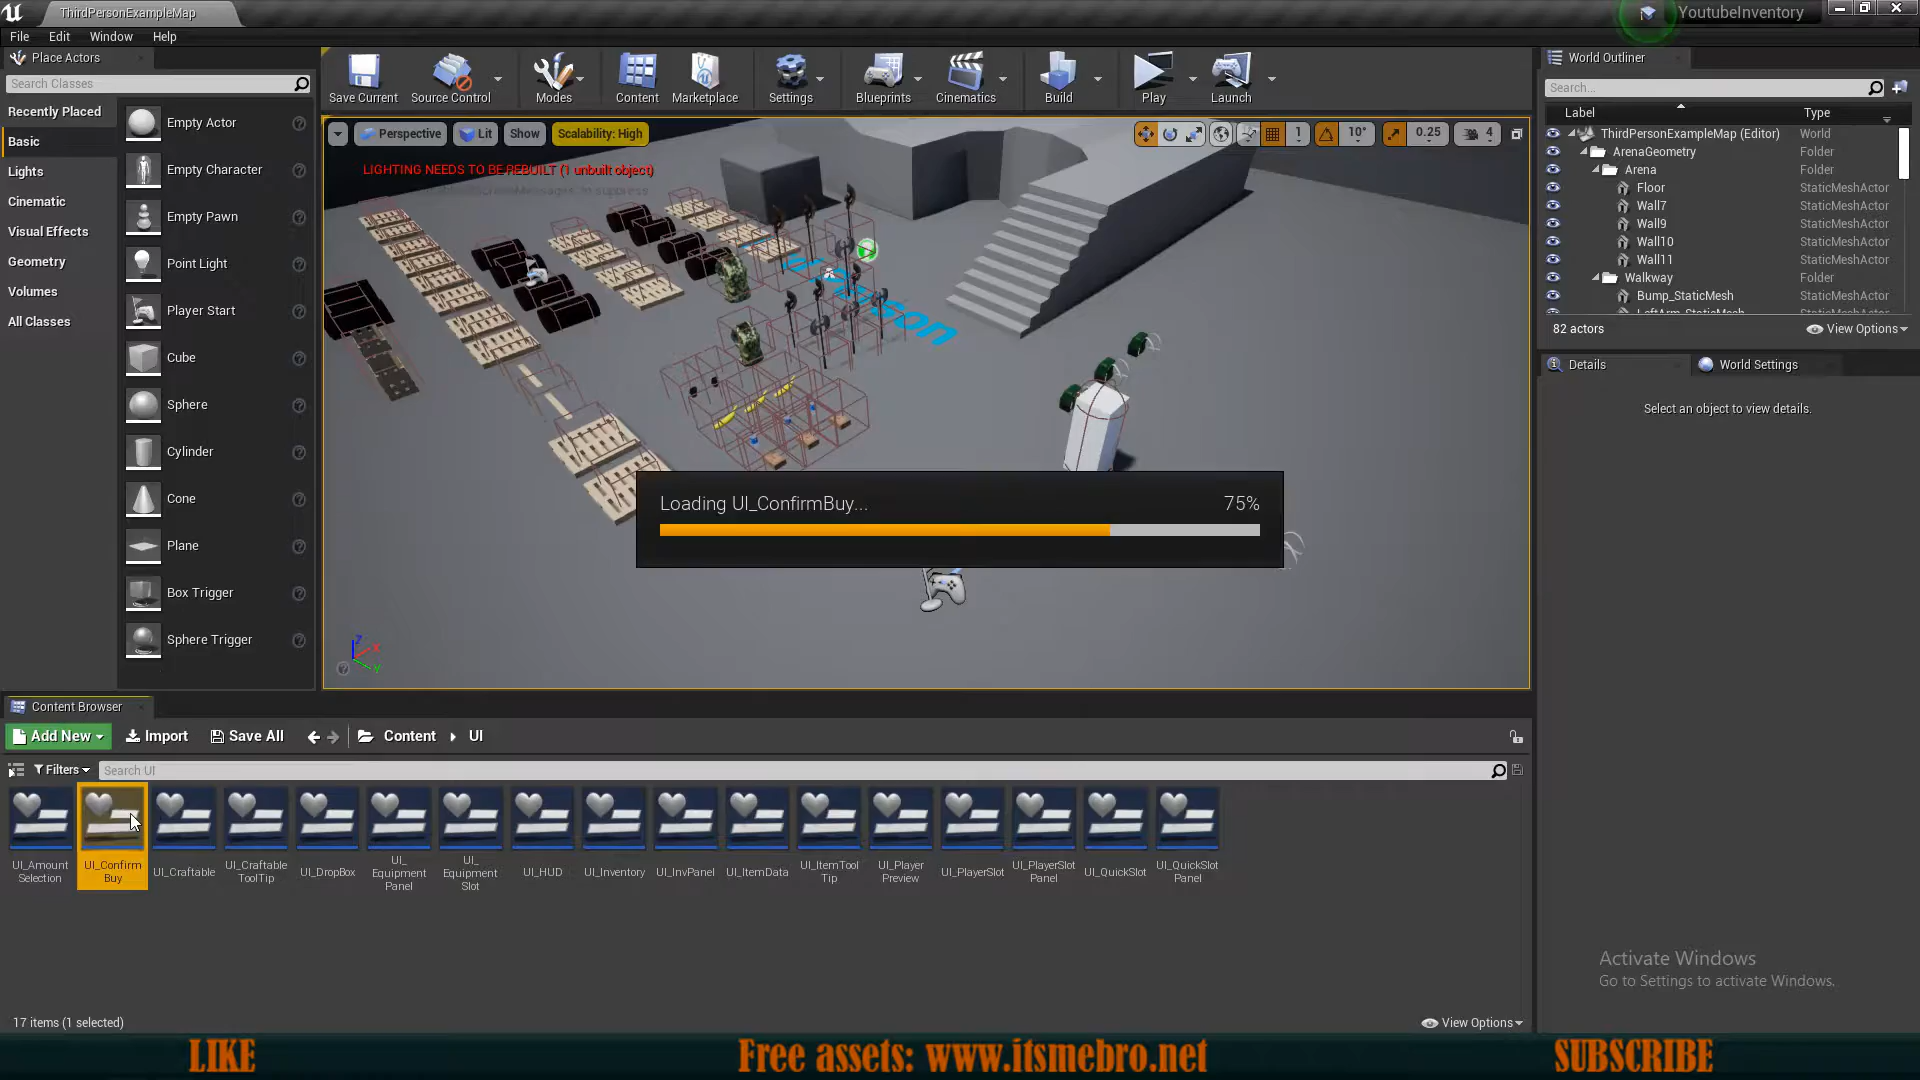 ThirdPersonExampleMap
YoutubeInventory
File Edit Window Help
Place Actors
Search Classes
Recently Placed
Basic
Lights
Cinematic
Visual Effects
Geometry
Volumes
All Classes
Empty Actor
Empty Character
Empty Pawn
Point Light
Player Start
Cube
Sphere
Cylinder
Cone
Plane
Box Trigger
Sphere Trigger
Save Current
Source Control
Modes
Content
Marketplace
Settings
Blueprints
Cinematics
Build
Play
Launch
Perspective
Lit
Show
Scalability: High
1
10°
0.25
4
LIGHTING NEEDS TO BE REBUILT (1 unbuilt object)
Loading UI_ConfirmBuy...
75%
World Outliner
Search...
Label Type
ThirdPersonExampleMap (Editor) World
ArenaGeometry Folder
Arena Folder
Floor StaticMeshActor
Wall7 StaticMeshActor
Wall9 StaticMeshActor
Wall10 StaticMeshActor
Wall11 StaticMeshActor
Walkway Folder
Bump_StaticMesh StaticMeshActor
LeftArm_StaticMesh StaticMeshActor
82 actors
View Options
Details
World Settings
Select an object to view details.
Content Browser
Add New
Import
Save All
Content
UI
Filters
Search UI
UI_Amount
Selection
UI_Confirm
Buy
UI_Craftable
UI_Craftable
ToolTip
UI_DropBox
UI_
Equipment
Panel
UI_
Equipment
Slot
UI_HUD
UI_Inventory
UI_InvPanel
UI_ItemData
UI_ItemTool
Tip
UI_Player
Preview
UI_PlayerSlot
UI_PlayerSlot
Panel
UI_QuickSlot
UI_QuickSlot
Panel
17 items (1 selected)
View Options
Activate Windows
Go to Settings to activate Windows.
LIKE
Free assets: www.itsmebro.net
SUBSCRIBE